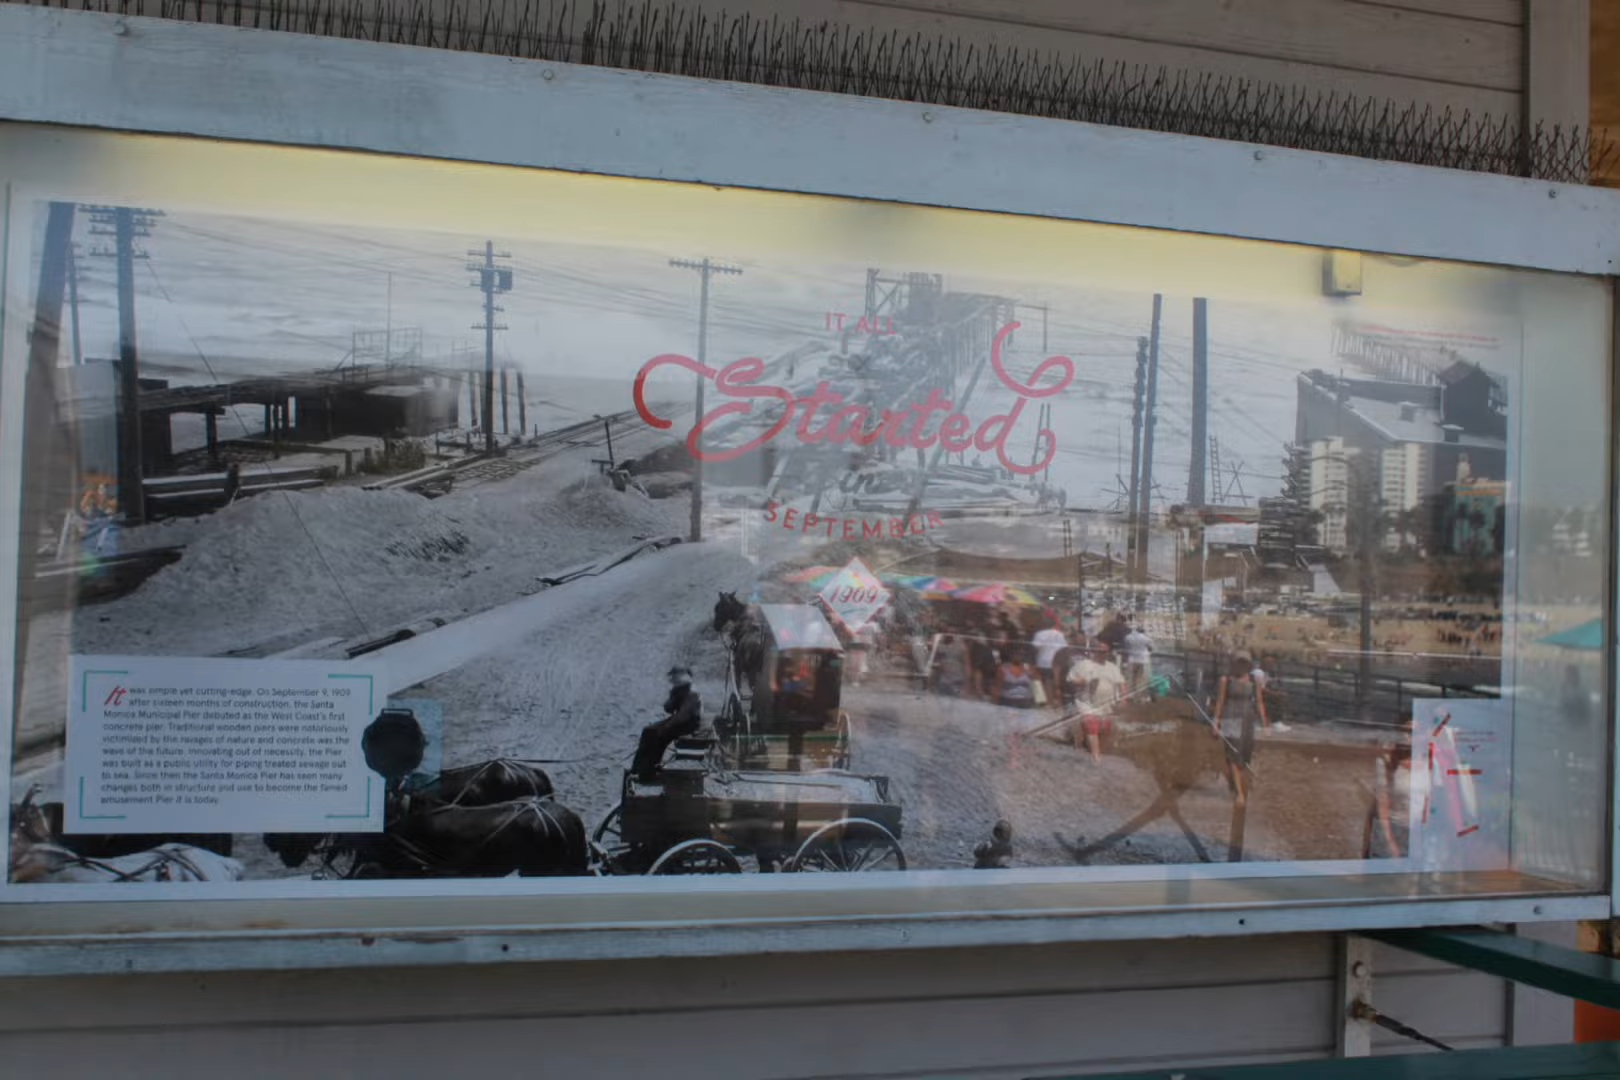 IT ALL
Started
in
SEPTEMBER
1909
It was simple yet cutting-edge. On September 9, 1909
after sixteen months of construction, the Santa
Monica Municipal Pier debuted as the West Coast's first
concrete pier. Traditional wooden piers were notoriously
victimized by the ravages of nature and concrete was the
wave of the future. Innovating out of necessity, the Pier
was built as a public utility for piping treated sewage out
to sea. Since then the Santa Monica Pier has seen many
changes both in structure and use to become the famed
amusement Pier it is today.